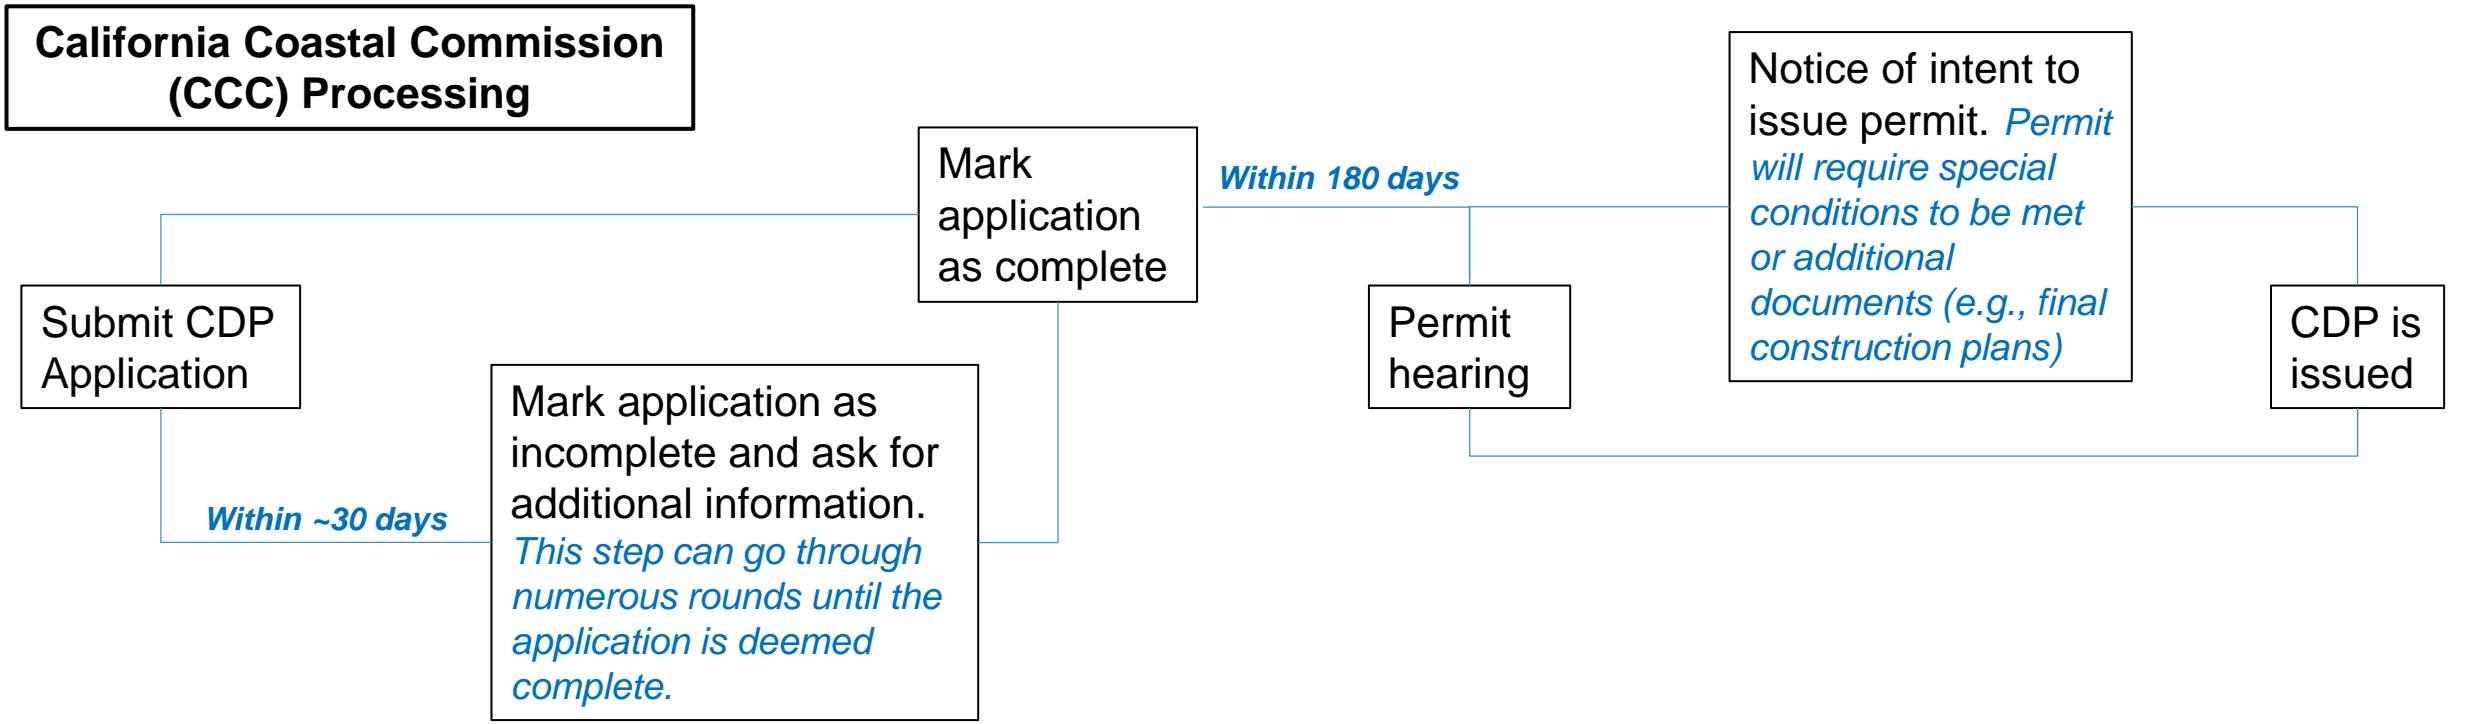 California Coastal Commission
(CCC) Processing
Submit CDP
Application
Within ~30 days
Mark application as
incomplete and ask for
additional information.
This step can go through
numerous rounds until the
application is deemed
complete.
Mark
application
as complete
Within 180 days
Permit
hearing
Notice of intent to
issue permit. Permit
will require special
conditions to be met
or additional
documents (e.g., final
construction plans)
CDP is
issued